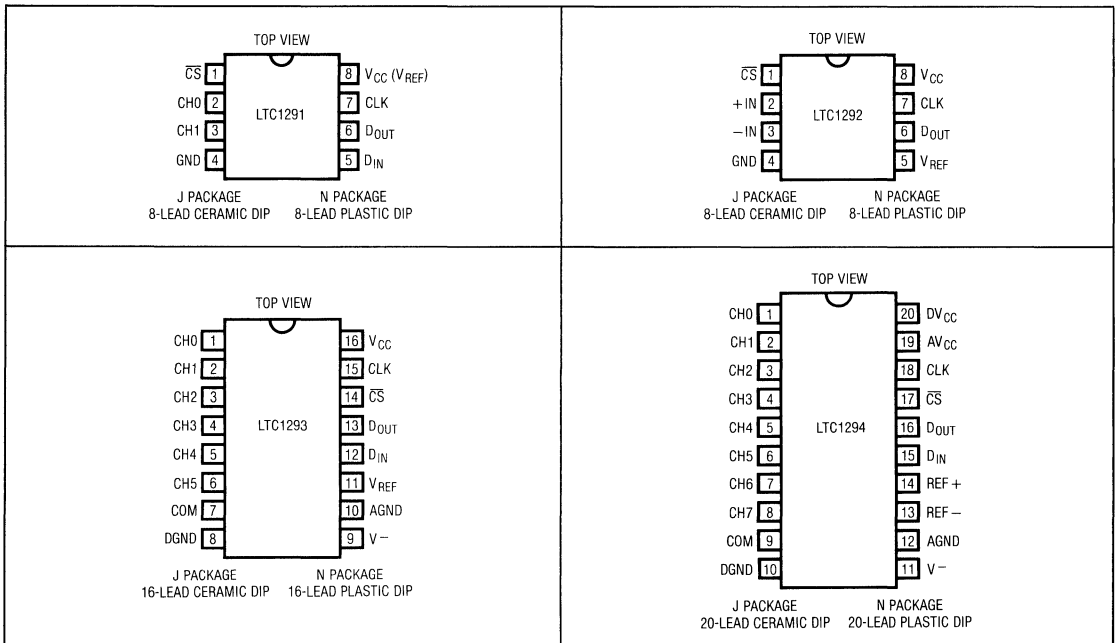 TOP VIEW
CS 1 8 VCC (VREF)
CH0 2 7 CLK
LTC1291
CH1 3 6 DOUT
GND 4 5 DIN
J PACKAGE N PACKAGE
8-LEAD CERAMIC DIP 8-LEAD PLASTIC DIP
TOP VIEW
CS 1 8 VCC
+IN 2 7 CLK
LTC1292
−IN 3 6 DOUT
GND 4 5 VREF
J PACKAGE N PACKAGE
8-LEAD CERAMIC DIP 8-LEAD PLASTIC DIP
TOP VIEW
CH0 1 16 VCC
CH1 2 15 CLK
CH2 3 14 CS
CH3 4 LTC1293 13 DOUT
CH4 5 12 DIN
CH5 6 11 VREF
COM 7 10 AGND
DGND 8 9 V−
J PACKAGE N PACKAGE
16-LEAD CERAMIC DIP 16-LEAD PLASTIC DIP
TOP VIEW
CH0 1 20 DVCC
CH1 2 19 AVCC
CH2 3 18 CLK
CH3 4 17 CS
CH4 5 LTC1294 16 DOUT
CH5 6 15 DIN
CH6 7 14 REF+
CH7 8 13 REF−
COM 9 12 AGND
DGND 10 11 V−
J PACKAGE N PACKAGE
20-LEAD CERAMIC DIP 20-LEAD PLASTIC DIP